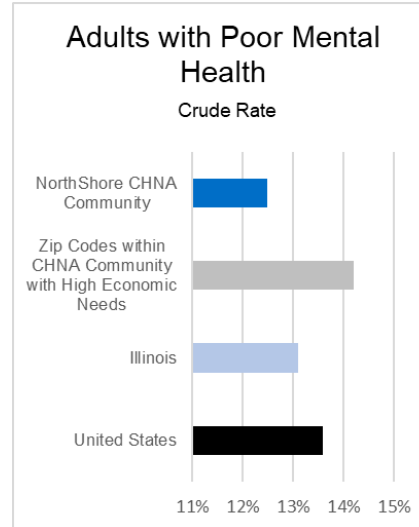 Adults with Poor Mental
Health
Crude Rate
NorthShore CHNA
Community
Zip Codes within
CHNA Community
with High Economic
Needs
Illinois
United States
11% 12% 13% 14% 15%